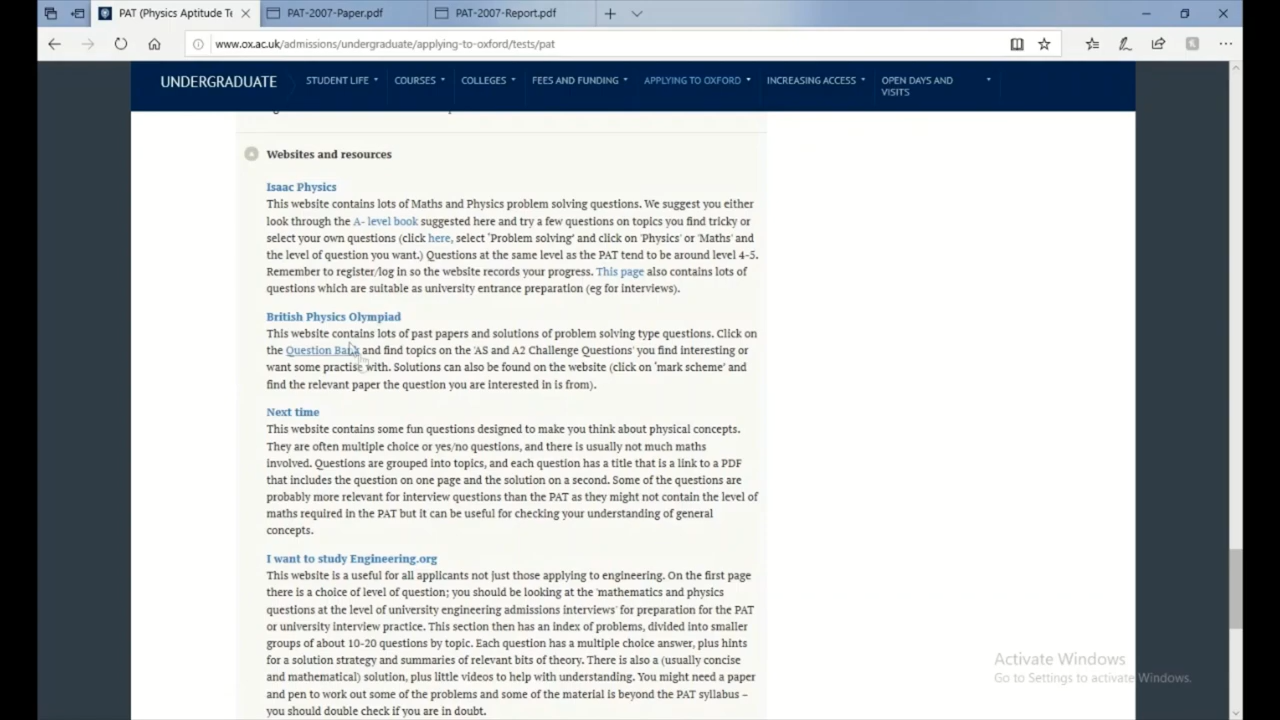 PAT (Physics Aptitude Te
PAT-2007-Paper.pdf
PAT-2007-Report.pdf
www.ox.ac.uk/admissions/undergraduate/applying-to-oxford/tests/pat
UNDERGRADUATE
STUDENT LIFE
COURSES
COLLEGES
FEES AND FUNDING
APPLYING TO OXFORD
INCREASING ACCESS
OPEN DAYS AND
VISITS
Websites and resources
Isaac Physics
This website contains lots of Maths and Physics problem solving questions. We suggest you either
look through the A- level book suggested here and try a few questions on topics you find tricky or
select your own questions (click here, select 'Problem solving' and click on 'Physics' or 'Maths' and
the level of question you want.) Questions at the same level as the PAT tend to be around level 4-5.
Remember to register/log in so the website records your progress. This page also contains lots of
questions which are suitable as university entrance preparation (eg for interviews).
British Physics Olympiad
This website contains lots of past papers and solutions of problem solving type questions. Click on
the Question Bank and find topics on the 'AS and A2 Challenge Questions' you find interesting or
want some practise with. Solutions can also be found on the website (click on 'mark scheme' and
find the relevant paper the question you are interested in is from).
Next time
This website contains some fun questions designed to make you think about physical concepts.
They are often multiple choice or yes/no questions, and there is usually not much maths
involved. Questions are grouped into topics, and each question has a title that is a link to a PDF
that includes the question on one page and the solution on a second. Some of the questions are
probably more relevant for interview questions than the PAT as they might not contain the level of
maths required in the PAT but it can be useful for checking your understanding of general
concepts.
I want to study Engineering.org
This website is a useful for all applicants not just those applying to engineering. On the first page
there is a choice of level of question; you should be looking at the 'mathematics and physics
questions at the level of university engineering admissions interviews' for preparation for the PAT
or university interview practice. This section then has an index of problems, divided into smaller
groups of about 10-20 questions by topic. Each question has a multiple choice answer, plus hints
for a solution strategy and summaries of relevant bits of theory. There is also a (usually concise
and mathematical) solution, plus little videos to help with understanding. You might need a paper
and pen to work out some of the problems and some of the material is beyond the PAT syllabus –
you should double check if you are in doubt.
Activate Windows
Go to Settings to activate Windows.